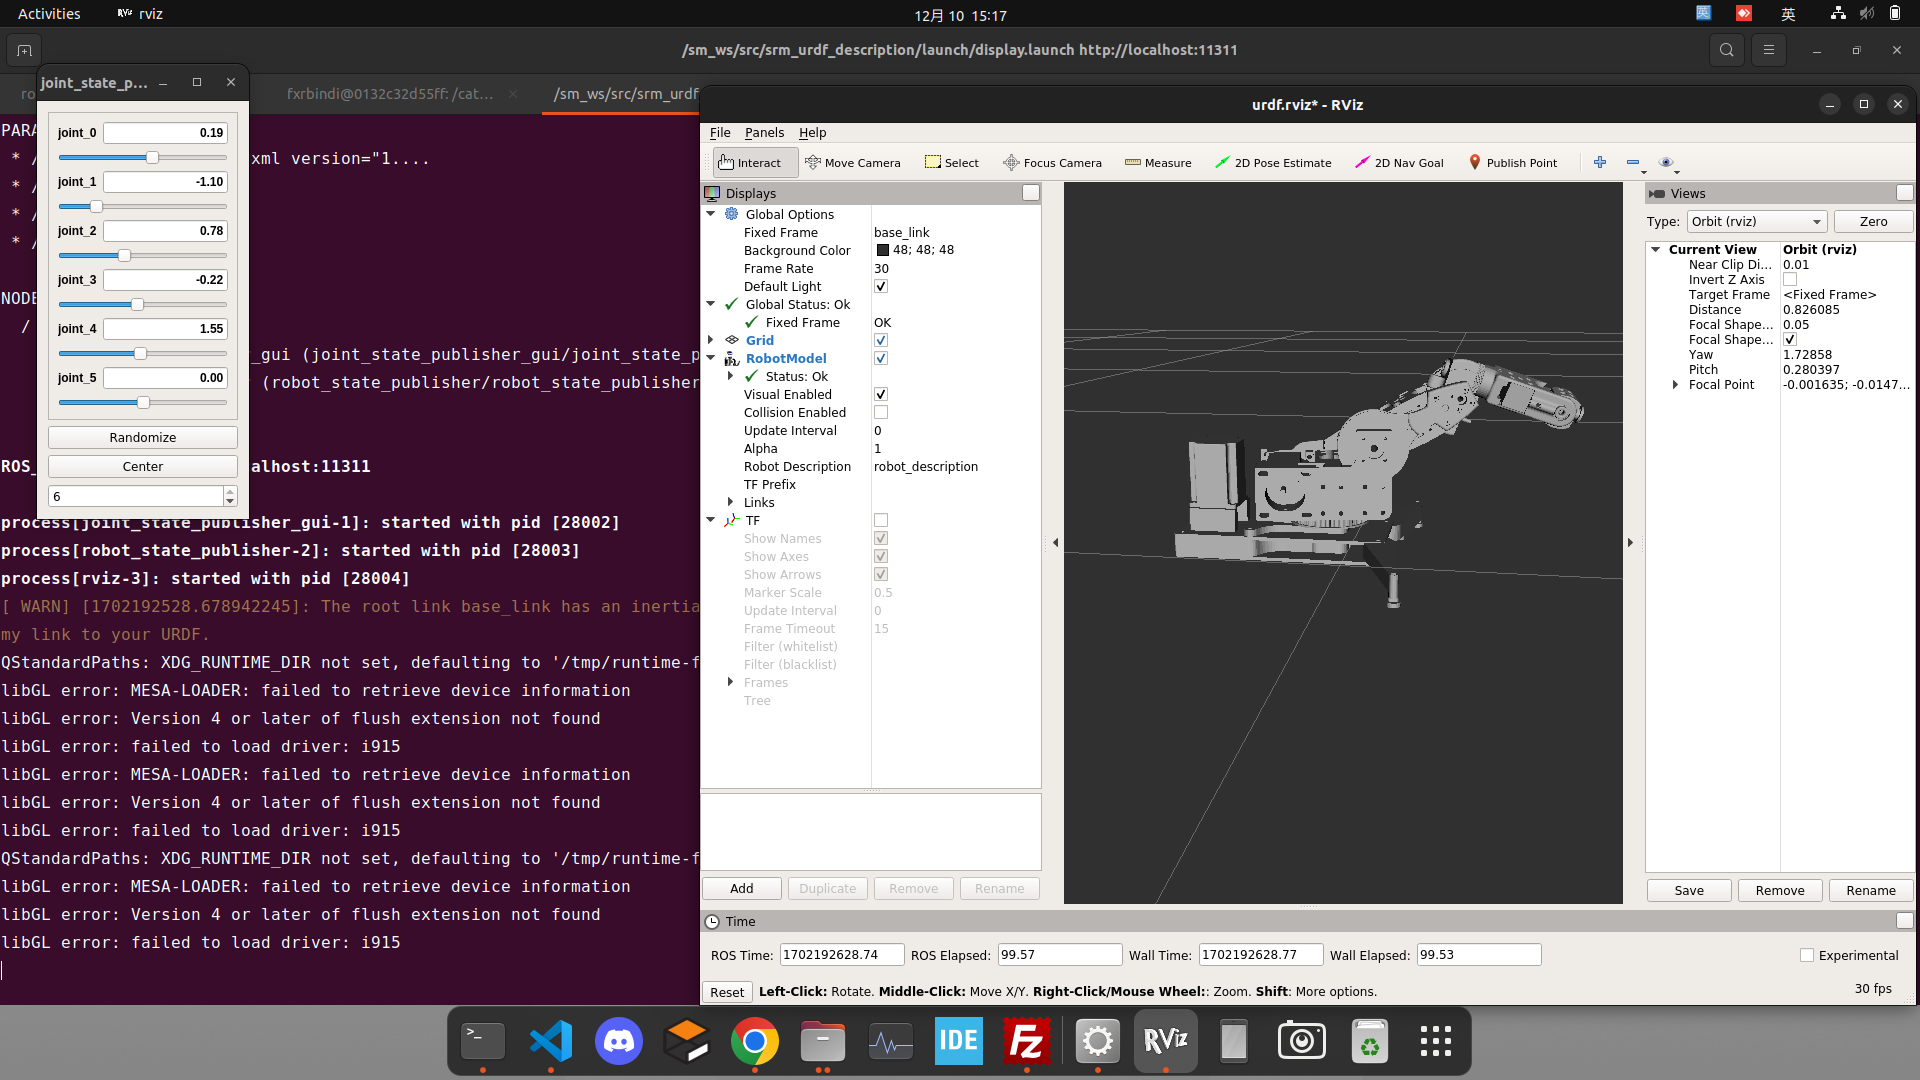 Activities
rviz
12月 10 15:17
英
英
/sm_ws/src/srm_urdf_description/launch/display.launch http://localhost:11311
ro
fxrbindi@0132c32d55ff: /cat...
/sm_ws/src/srm_urdf
joint_state_p...
joint_0 0.19
joint_1 -1.10
joint_2 0.78
joint_3 -0.22
joint_4 1.55
joint_5 0.00
Randomize
Center
6
PARA
* / xml version="1....
* /
* /
* /
NODE
/
_gui (joint_state_publisher_gui/joint_state_p
(robot_state_publisher/robot_state_publisher
ROS_ alhost:11311
process[joint_state_publisher_gui-1]: started with pid [28002]
process[robot_state_publisher-2]: started with pid [28003]
process[rviz-3]: started with pid [28004]
[ WARN] [1702192528.678942245]: The root link base_link has an inertia
my link to your URDF.
QStandardPaths: XDG_RUNTIME_DIR not set, defaulting to '/tmp/runtime-f
libGL error: MESA-LOADER: failed to retrieve device information
libGL error: Version 4 or later of flush extension not found
libGL error: failed to load driver: i915
libGL error: MESA-LOADER: failed to retrieve device information
libGL error: Version 4 or later of flush extension not found
libGL error: failed to load driver: i915
QStandardPaths: XDG_RUNTIME_DIR not set, defaulting to '/tmp/runtime-f
libGL error: MESA-LOADER: failed to retrieve device information
libGL error: Version 4 or later of flush extension not found
libGL error: failed to load driver: i915
urdf.rviz* - RViz
File Panels Help
Interact Move Camera Select Focus Camera Measure 2D Pose Estimate 2D Nav Goal Publish Point
Displays
Global Options
Fixed Frame base_link
Background Color 48; 48; 48
Frame Rate 30
Default Light
Global Status: Ok
Fixed Frame OK
Grid
RobotModel
Status: Ok
Visual Enabled
Collision Enabled
Update Interval 0
Alpha 1
Robot Description robot_description
TF Prefix
Links
TF
Show Names
Show Axes
Show Arrows
Marker Scale 0.5
Update Interval 0
Frame Timeout 15
Filter (whitelist)
Filter (blacklist)
Frames
Tree
Add Duplicate Remove Rename
Views
Type: Orbit (rviz) Zero
Current View Orbit (rviz)
Near Clip Di... 0.01
Invert Z Axis
Target Frame <Fixed Frame>
Distance 0.826085
Focal Shape... 0.05
Focal Shape...
Yaw 1.72858
Pitch 0.280397
Focal Point -0.001635; -0.0147...
Save Remove Rename
Time
ROS Time: 1702192628.74 ROS Elapsed: 99.57 Wall Time: 1702192628.77 Wall Elapsed: 99.53 Experimental
Reset Left-Click: Rotate. Middle-Click: Move X/Y. Right-Click/Mouse Wheel:: Zoom. Shift: More options. 30 fps
IDE
Fz
RViz